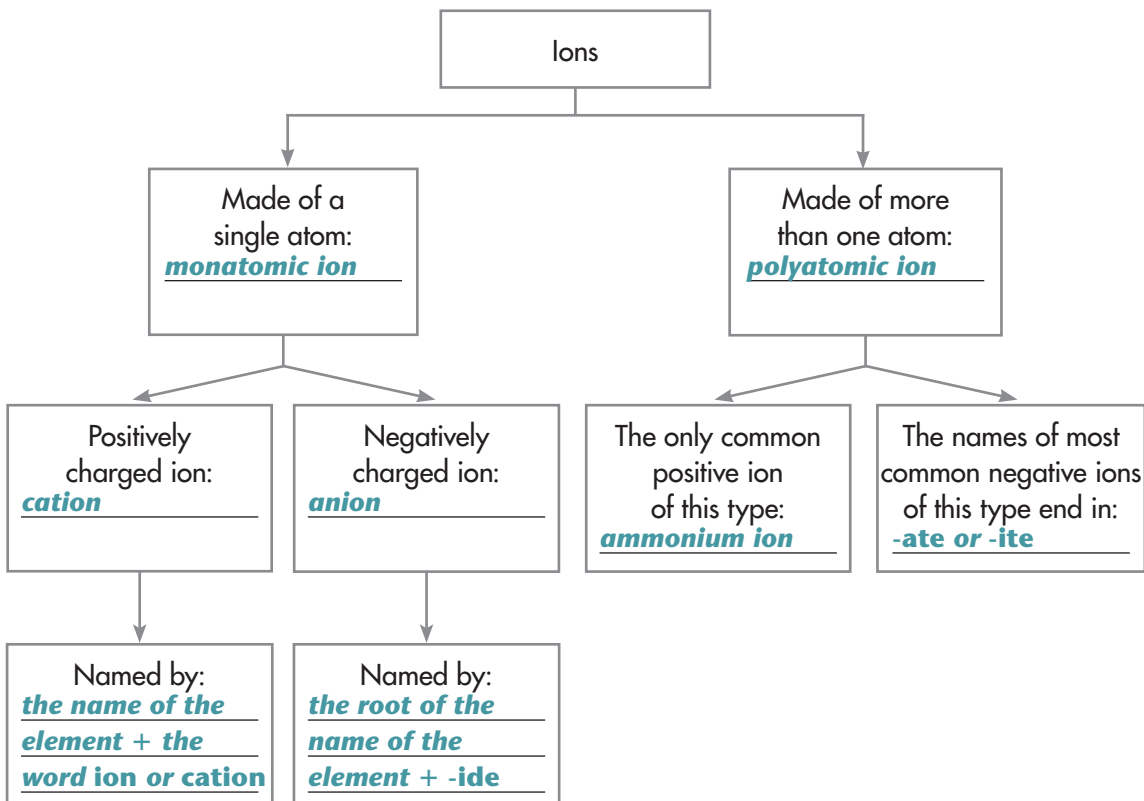 Ions
Made of a
single atom:
monatomic ion
Made of more
than one atom:
polyatomic ion
Positively
charged ion:
cation
Negatively
charged ion:
anion
The only common
positive ion
of this type:
ammonium ion
The names of most
common negative ions
of this type end in:
-ate or -ite
Named by:
the name of the
element + the
word ion or cation
Named by:
the root of the
name of the
element + -ide